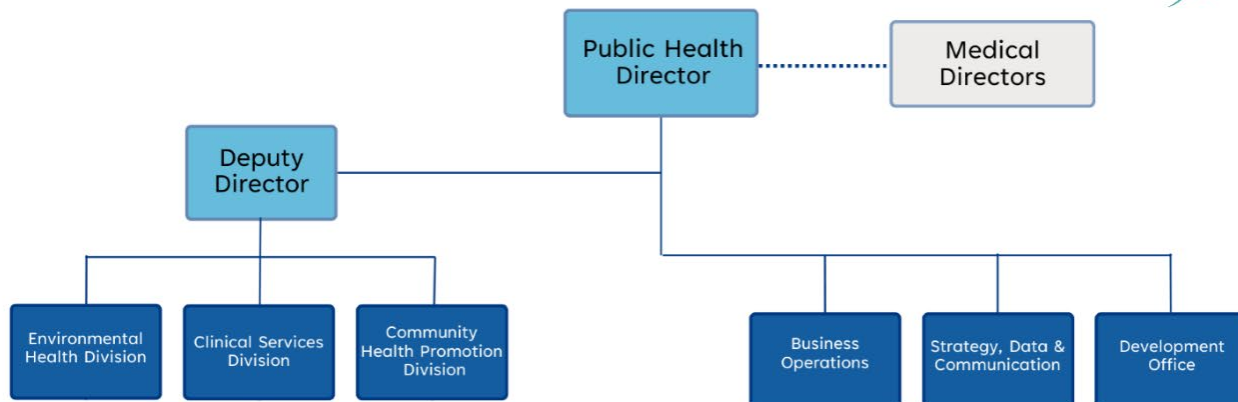 Public Health
Director
Medical
Directors
Deputy
Director
Environmental
Health Division
Clinical Services
Division
Community
Health Promotion
Division
Business
Operations
Strategy, Data &
Communication
Development
Office